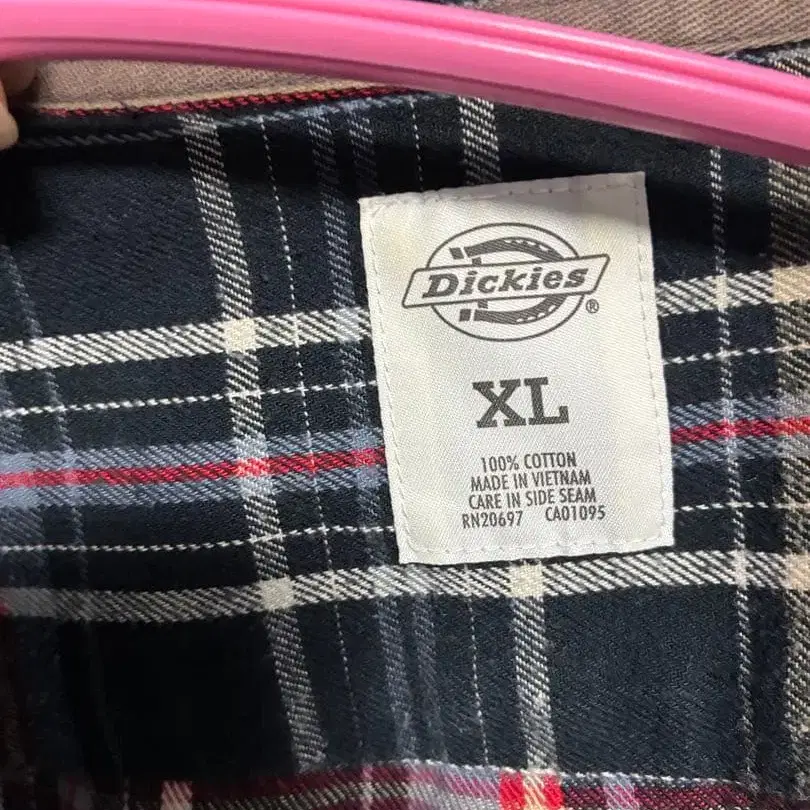 Dickies®
XL
100% COTTON
MADE IN VIETNAM
CARE IN SIDE SEAM
RN20697 CA01095